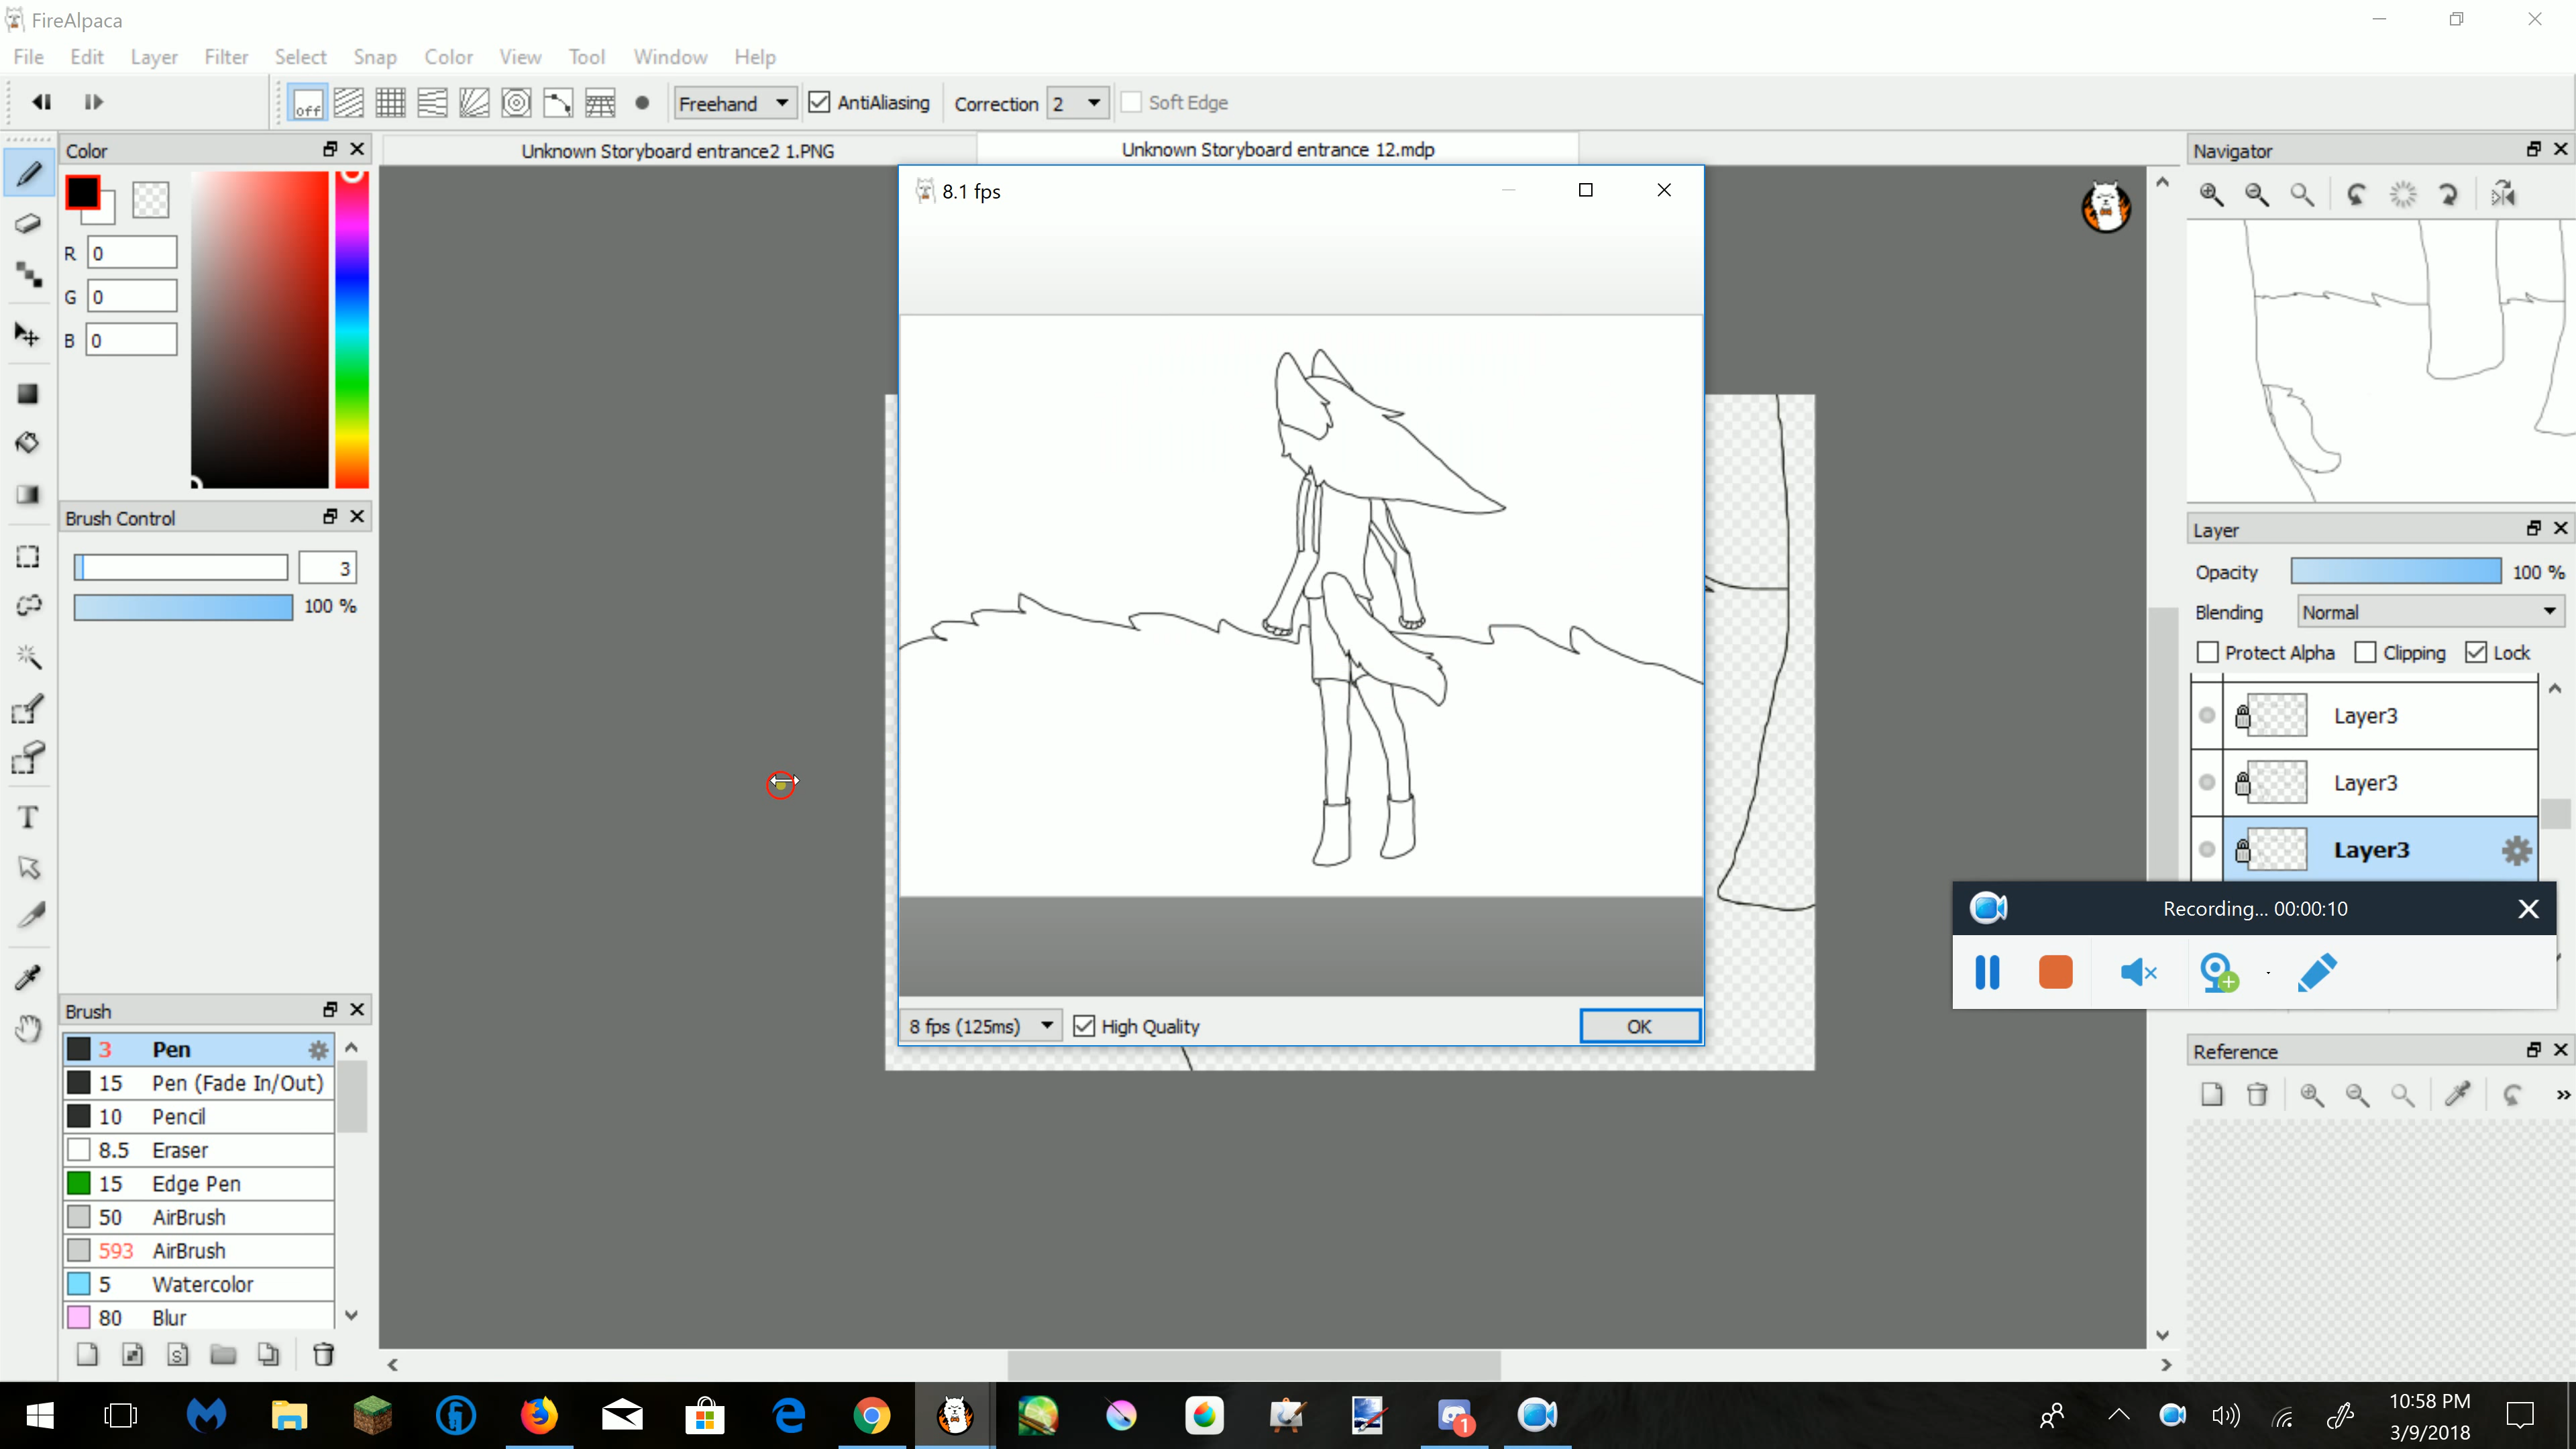 FireAlpaca
File Edit Layer Filter Select Snap Color View Tool Window Help
off Freehand AntiAliasing Correction 2 Soft Edge
Color
R 0
G 0
B 0
Brush Control
3
100 %
Brush
3 Pen
15 Pen (Fade In/Out)
10 Pencil
8.5 Eraser
15 Edge Pen
50 AirBrush
593 AirBrush
5 Watercolor
80 Blur
S
Unknown Storyboard entrance2 1.PNG
Unknown Storyboard entrance 12.mdp
8.1 fps
8 fps (125ms) High Quality OK
Navigator
Layer
Opacity 100 %
Blending Normal
Protect Alpha Clipping Lock
Layer3
Layer3
Layer3
Recording... 00:00:10
Reference
1
10:58 PM
3/9/2018